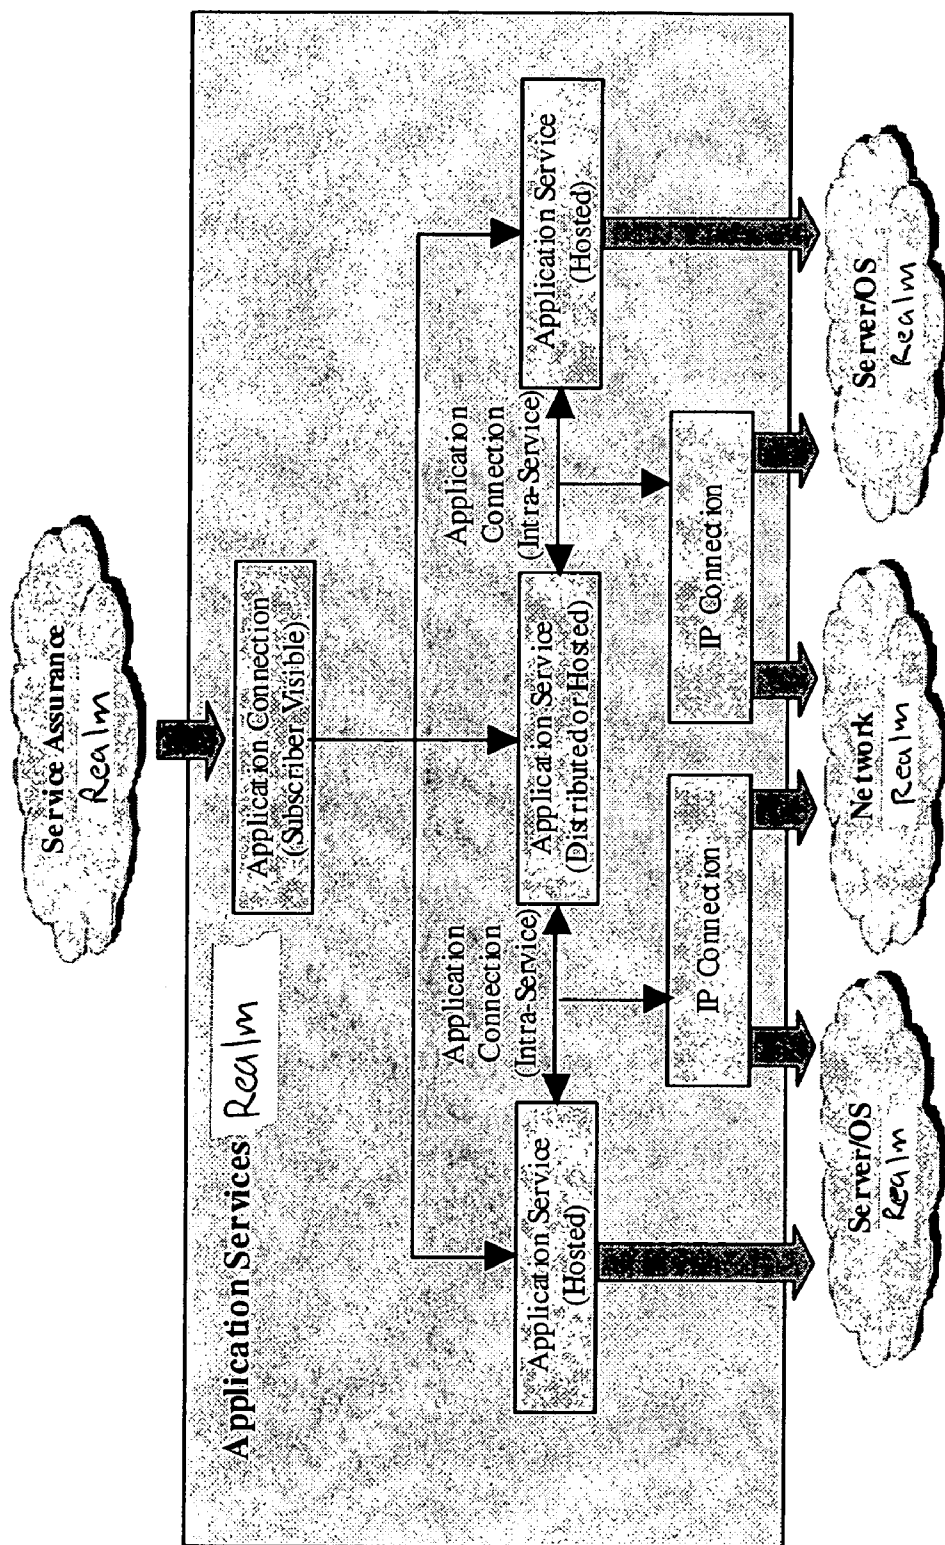 Service Assurance
Realm
Application Services Realm
Application Connection
(Subscriber Visible)
Application
Connection
(Intra-Service)
Application
Connection
(Intra-Service)
Application Service
(Hosted)
Application Service
(Distributed or Hosted)
Application Service
(Hosted)
IP Connection
IP Connection
Server/OS
Realm
Network
Realm
Server/OS
Realm